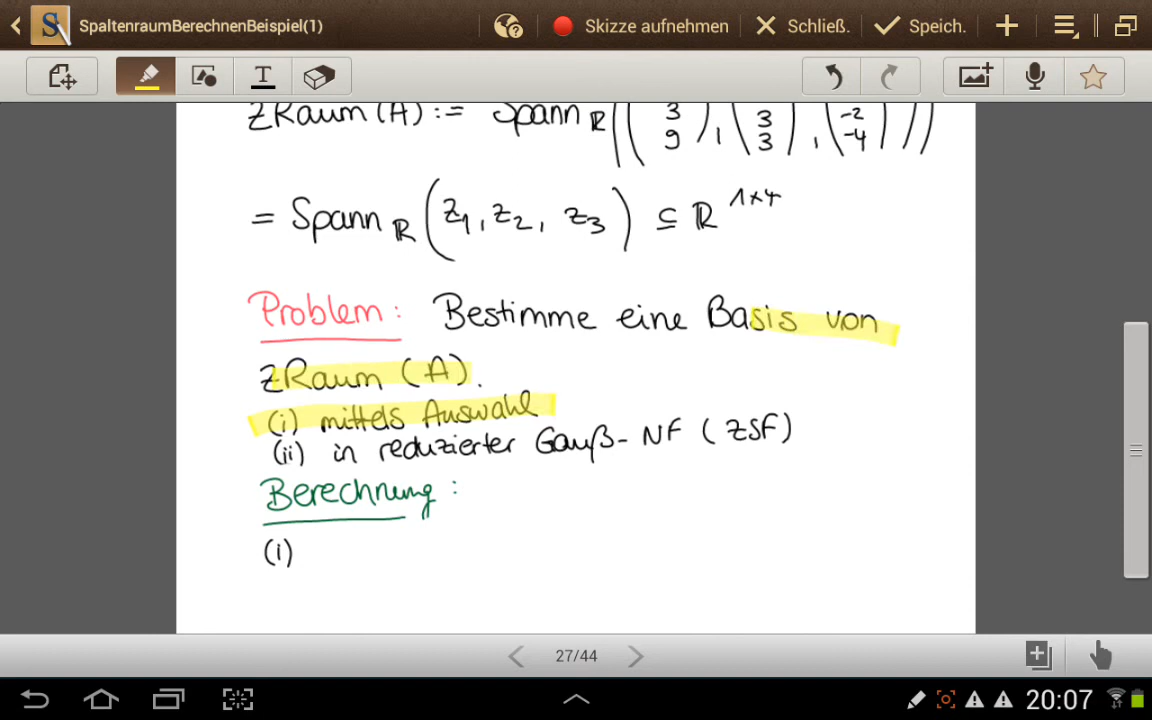 SpaltenraumBerechnenBeispiel(1) Skizze aufnehmen Schließ. Speich.
ZRaum (A) := Spann ℝ ((3 9), (3 3), (-2 -4))
= Spann ℝ (z1, z2, z3) ⊆ ℝ 1×4
Problem: Bestimme eine Basis von
ZRaum (A).
(i) mittels Auswahl
(ii) in reduzierter Gauß-NF (ZSF)
Berechnung:
(i)
27/44
20:07